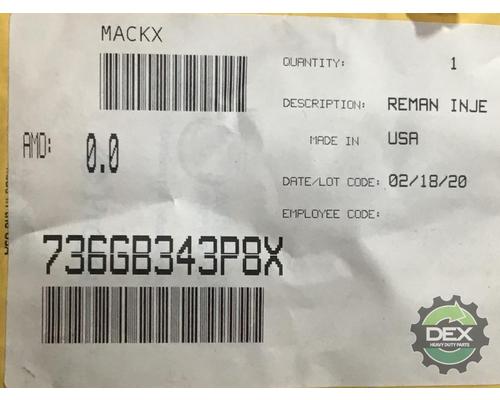 MACKX
QUANTITY: 1
DESCRIPTION: REMAN INJE
MADE IN USA
AMD: 0.0
DATE/LOT CODE: 02/18/20
EMPLOYEE CODE:
736GB343P8X
DEX
HEAVY DUTY PARTS